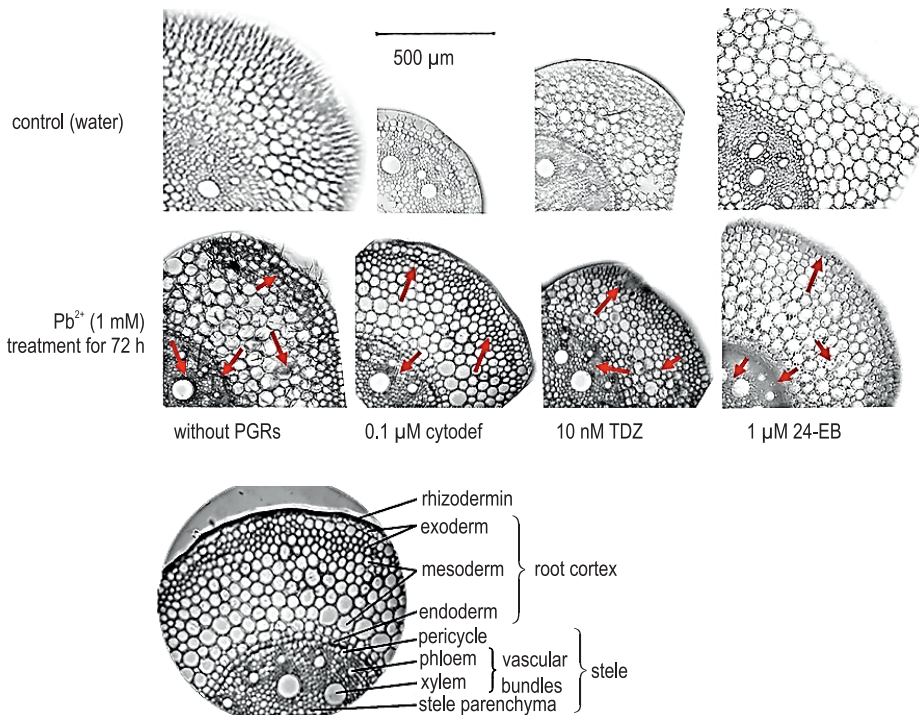 500 µm
control (water)
Pb²⁺ (1 mM)
treatment for 72 h
without PGRs
0.1 µM cytodef
10 nM TDZ
1 µM 24-EB
rhizodermin
exoderm
mesoderm
root cortex
endoderm
pericycle
phloem
xylem
vascular
bundles
stele
stele parenchyma